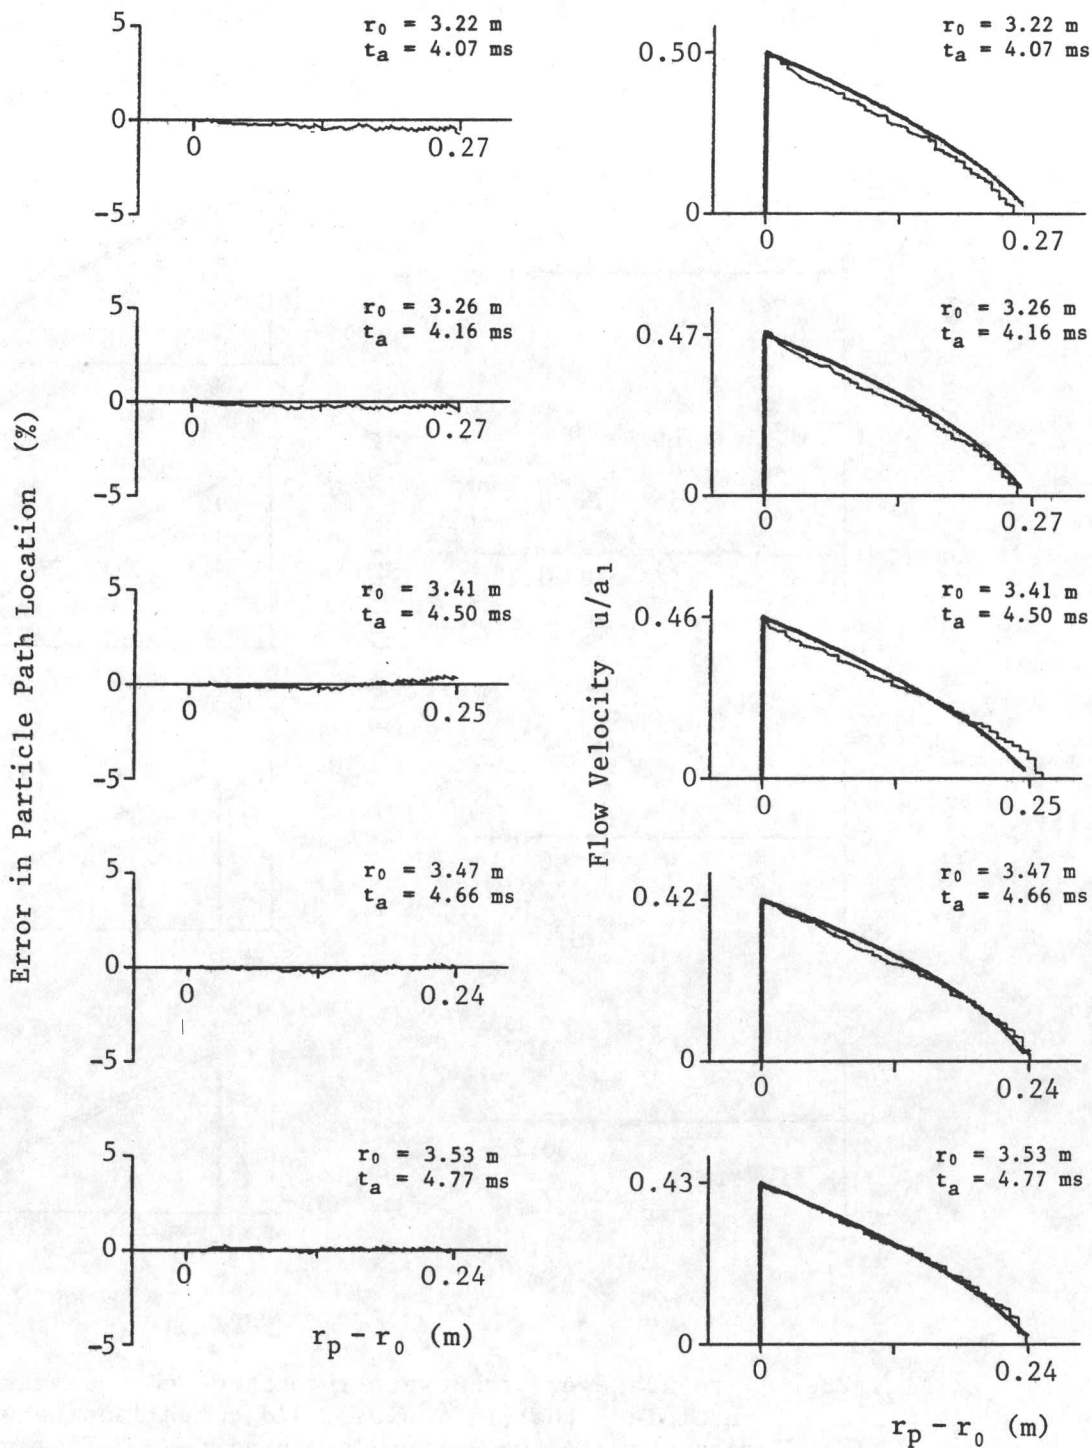 Error in Particle Path Location (%)
5
0
-5
0
0.27
r₀ = 3.22 m
tₐ = 4.07 ms
5
0
-5
0
0.27
r₀ = 3.26 m
tₐ = 4.16 ms
5
0
-5
0
0.25
r₀ = 3.41 m
tₐ = 4.50 ms
5
0
-5
0
0.24
r₀ = 3.47 m
tₐ = 4.66 ms
5
0
-5
0
0.24
r₀ = 3.53 m
tₐ = 4.77 ms
rₚ - r₀ (m)
Flow Velocity u/a₁
0.50
0
0
0.27
r₀ = 3.22 m
tₐ = 4.07 ms
0.47
0
0
0.27
r₀ = 3.26 m
tₐ = 4.16 ms
0.46
0
0
0.25
r₀ = 3.41 m
tₐ = 4.50 ms
0.42
0
0
0.24
r₀ = 3.47 m
tₐ = 4.66 ms
0.43
0
0
0.24
r₀ = 3.53 m
tₐ = 4.77 ms
rₚ - r₀ (m)